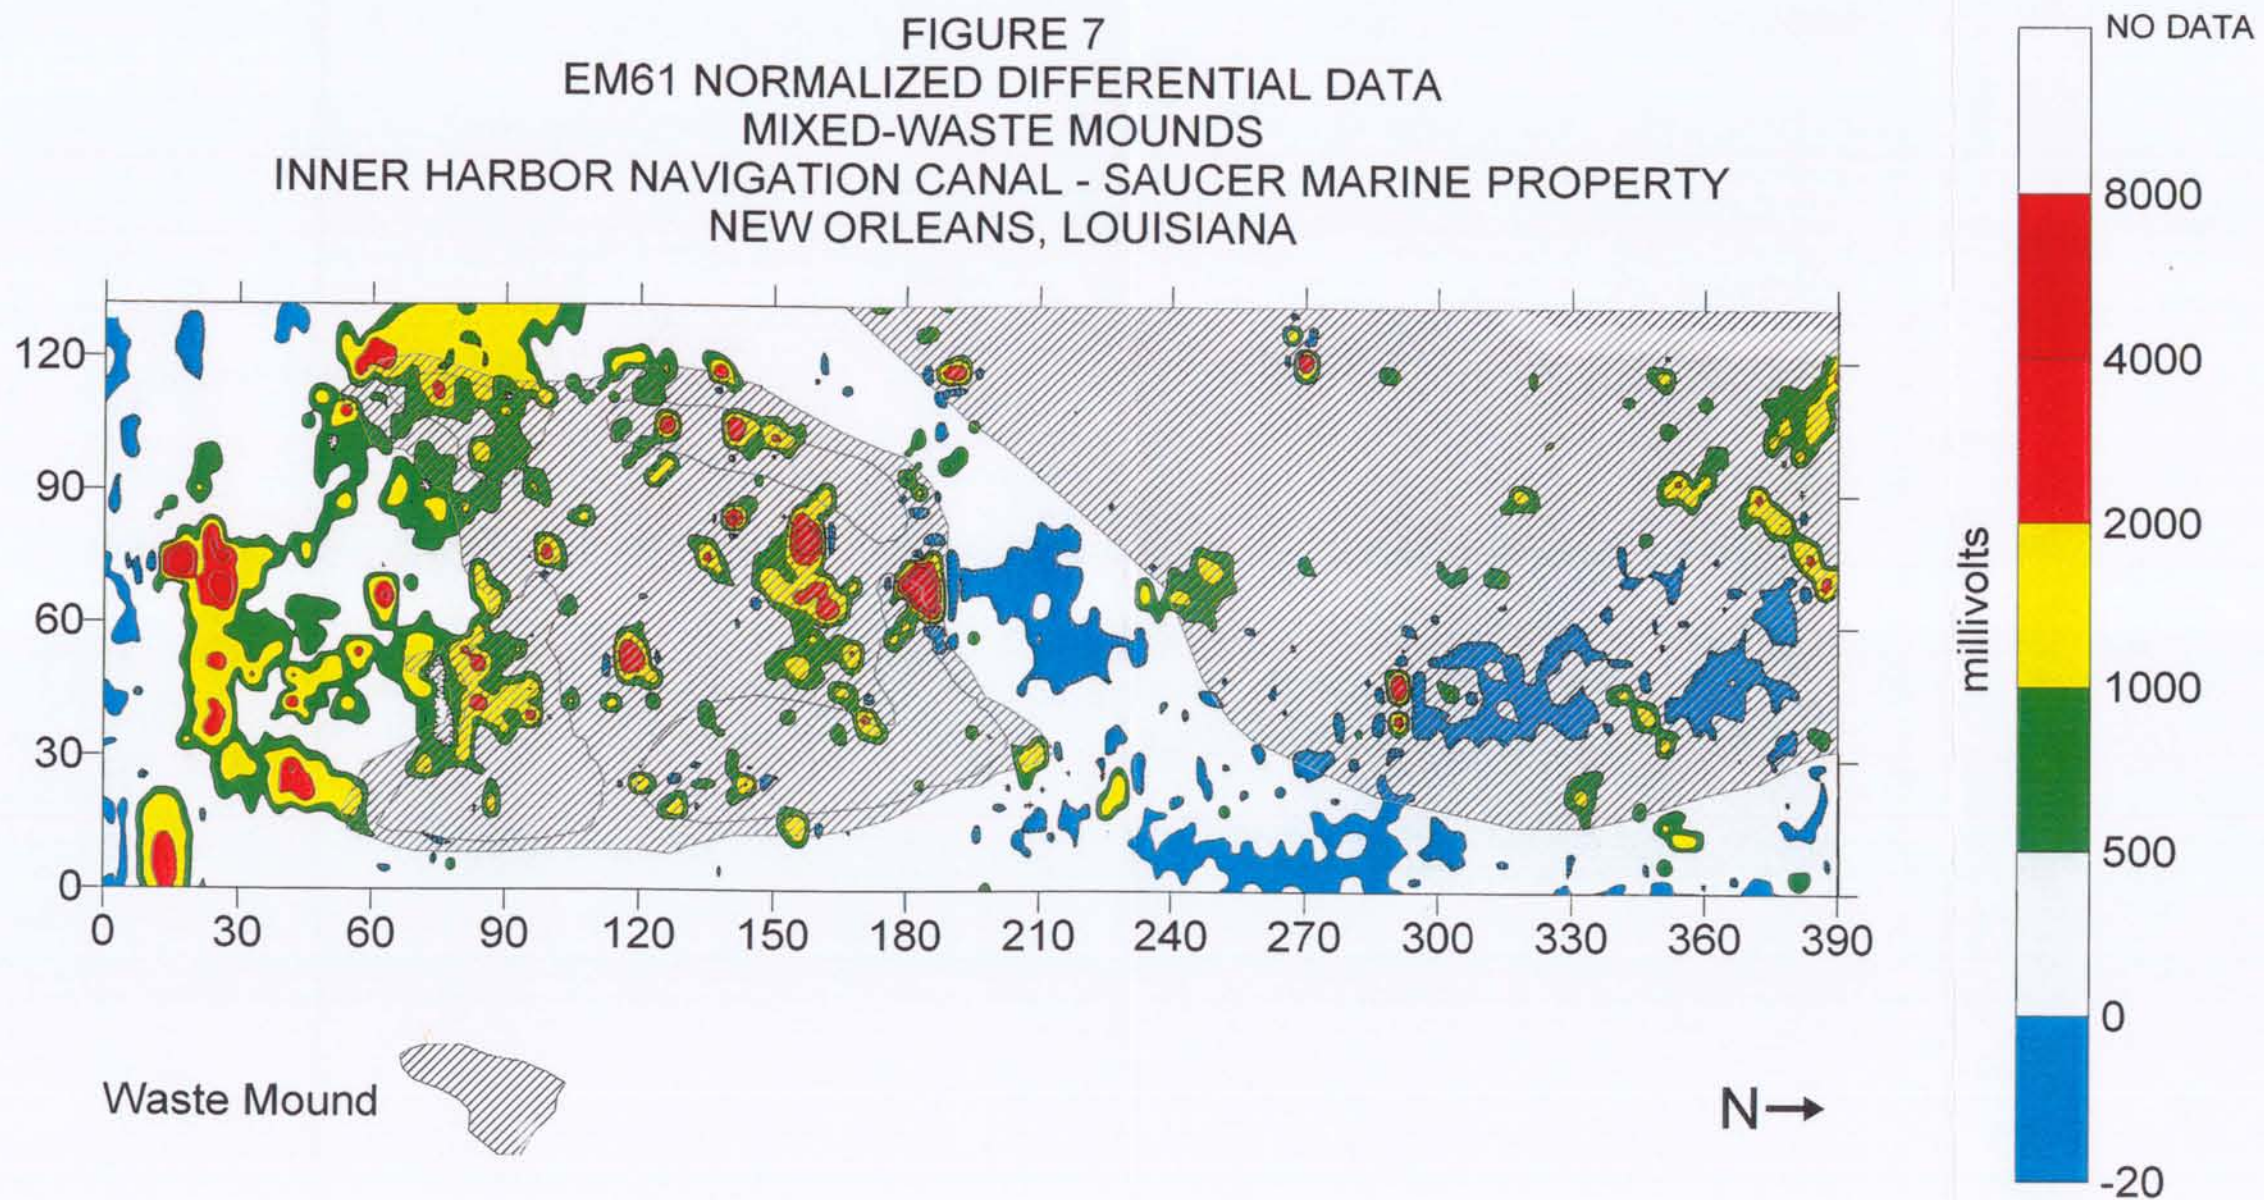 FIGURE 7
EM61 NORMALIZED DIFFERENTIAL DATA
MIXED-WASTE MOUNDS
INNER HARBOR NAVIGATION CANAL - SAUCER MARINE PROPERTY
NEW ORLEANS, LOUISIANA
NO DATA
8000
4000
2000
1000
500
0
-20
millivolts
120
90
60
30
0
0 30 60 90 120 150 180 210 240 270 300 330 360 390
Waste Mound
N